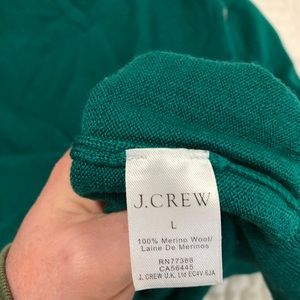 J.CREW
L
100% Merino Wool/
Laine De Merinos
RN77388
CA56445
J. CREW U.K. Ltd EC4V 6JA